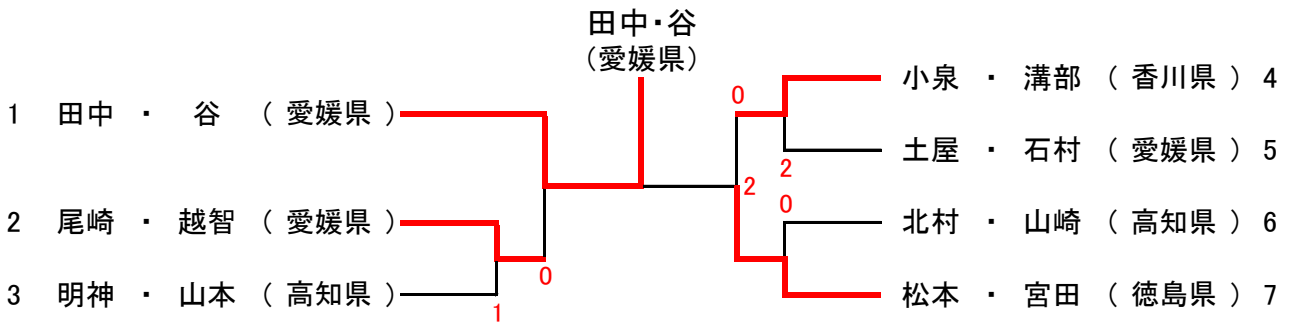 田中・谷
（愛媛県）
1 田中 ・ 谷 （ 愛媛県 ）
2 尾崎 ・ 越智 （ 愛媛県 ）
3 明神 ・ 山本 （ 高知県 ）
1
0
0
2
2
0
小泉 ・ 溝部 （ 香川県 ） 4
土屋 ・ 石村 （ 愛媛県 ） 5
北村 ・ 山崎 （ 高知県 ） 6
松本 ・ 宮田 （ 徳島県 ） 7